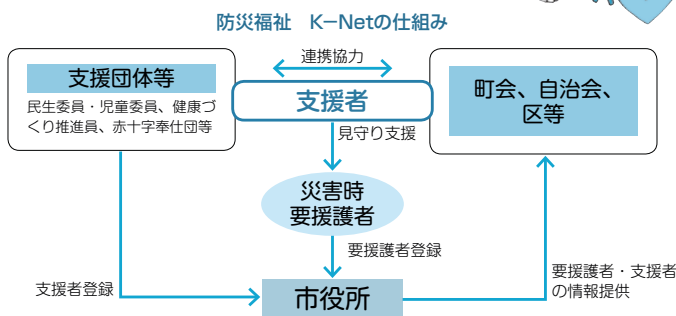 防災福祉　K−Netの仕組み
連携協力
支援団体等
民生委員・児童委員、健康づ
くり推進員、赤十字奉仕団等
支援者
町会、自治会、
区等
見守り支援
災害時
要援護者
要援護者登録
支援者登録
市役所
要援護者・支援者
の情報提供